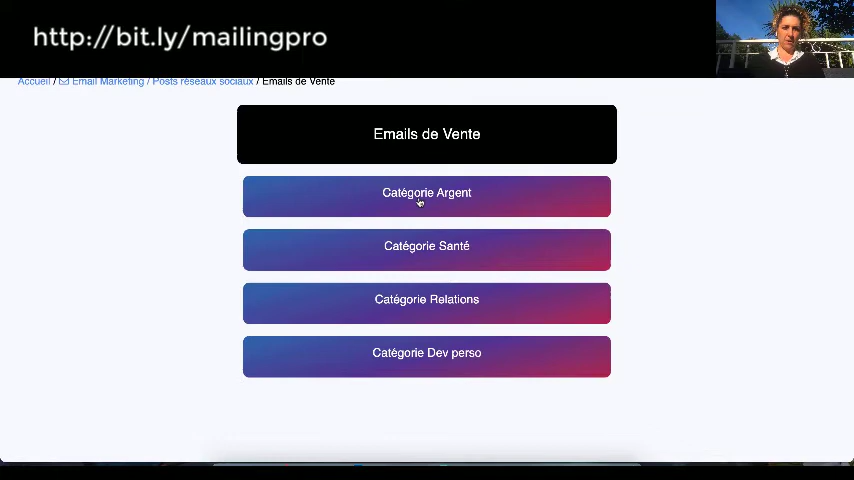 http://bit.ly/mailingpro
Accueil / Email Marketing / Posts réseaux sociaux / Emails de Vente
Emails de Vente
Catégorie Argent
Catégorie Santé
Catégorie Relations
Catégorie Dev perso